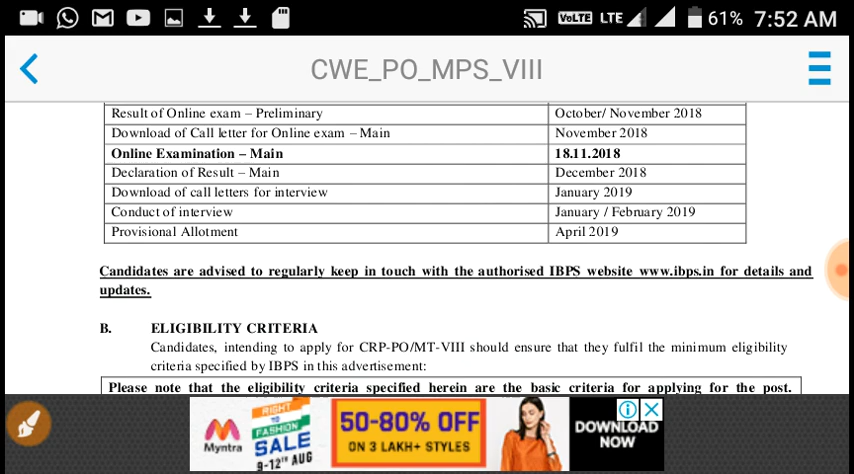 VoLTE LTE 61% 7:52 AM
CWE_PO_MPS_VIII
Result of Online exam – Preliminary October/ November 2018
Download of Call letter for Online exam – Main November 2018
Online Examination – Main 18.11.2018
Declaration of Result – Main December 2018
Download of call letters for interview January 2019
Conduct of interview January / February 2019
Provisional Allotment April 2019
Candidates are advised to regularly keep in touch with the authorised IBPS website www.ibps.in for details and
updates.
B. ELIGIBILITY CRITERIA
Candidates, intending to apply for CRP-PO/MT-VIII should ensure that they fulfil the minimum eligibility
criteria specified by IBPS in this advertisement:
Please note that the eligibility criteria specified herein are the basic criteria for applying for the post.
Myntra
RIGHT
TO
FASHION
SALE
9-12TH AUG
50-80% OFF
ON 3 LAKH+ STYLES
DOWNLOAD
NOW